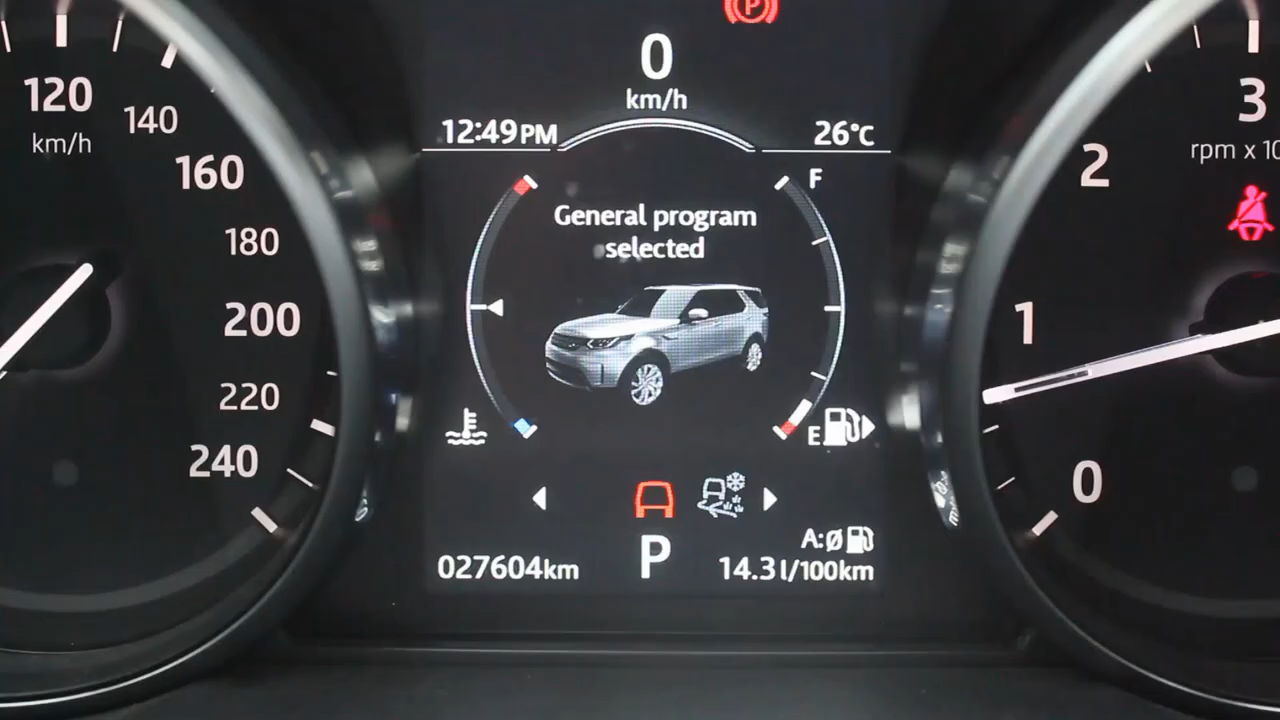 P
0
km/h
12:49PM
26°C
120
km/h
140
160
180
200
220
240
General program
selected
F
E
P
027604km
A:Ø
14.3 l/100km
3
rpm x 10
2
1
0